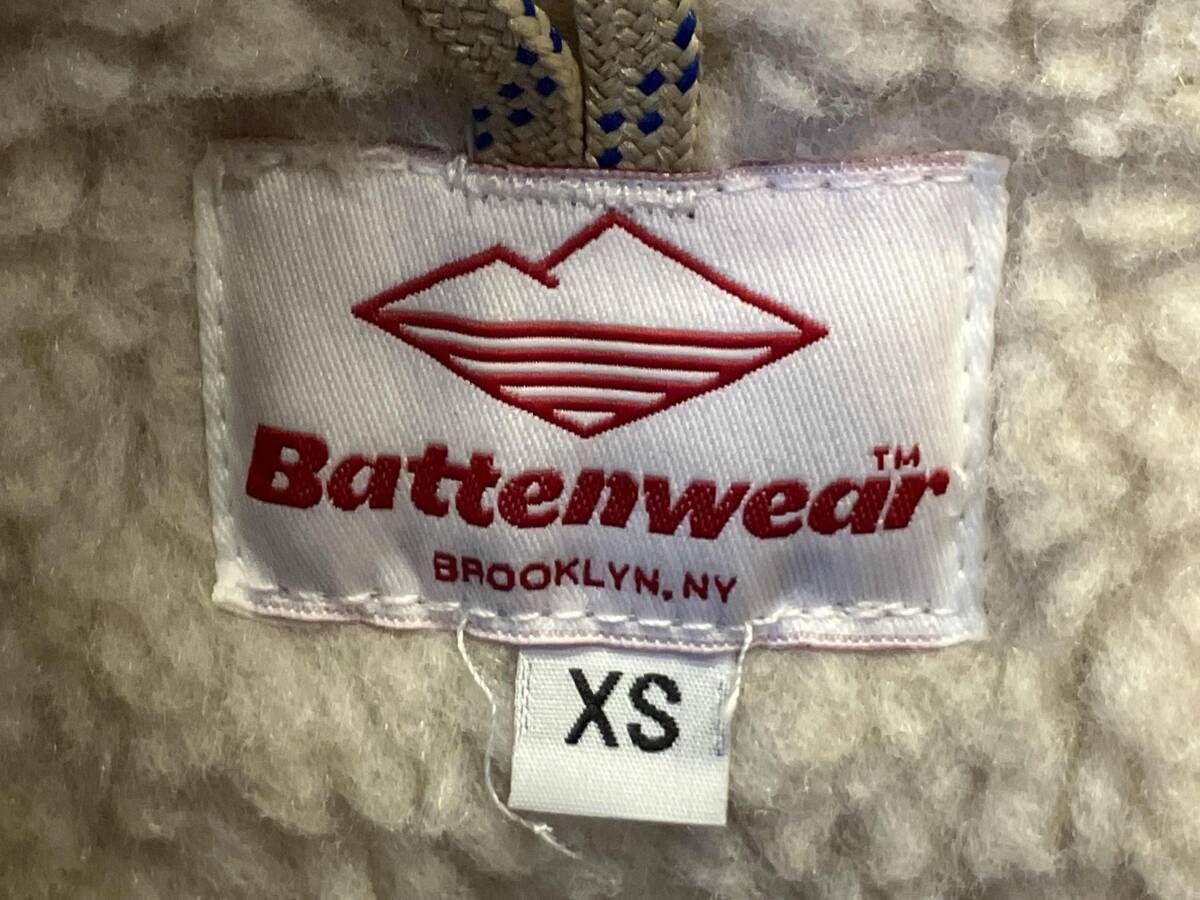 Battenwear™
BROOKLYN, NY
XS